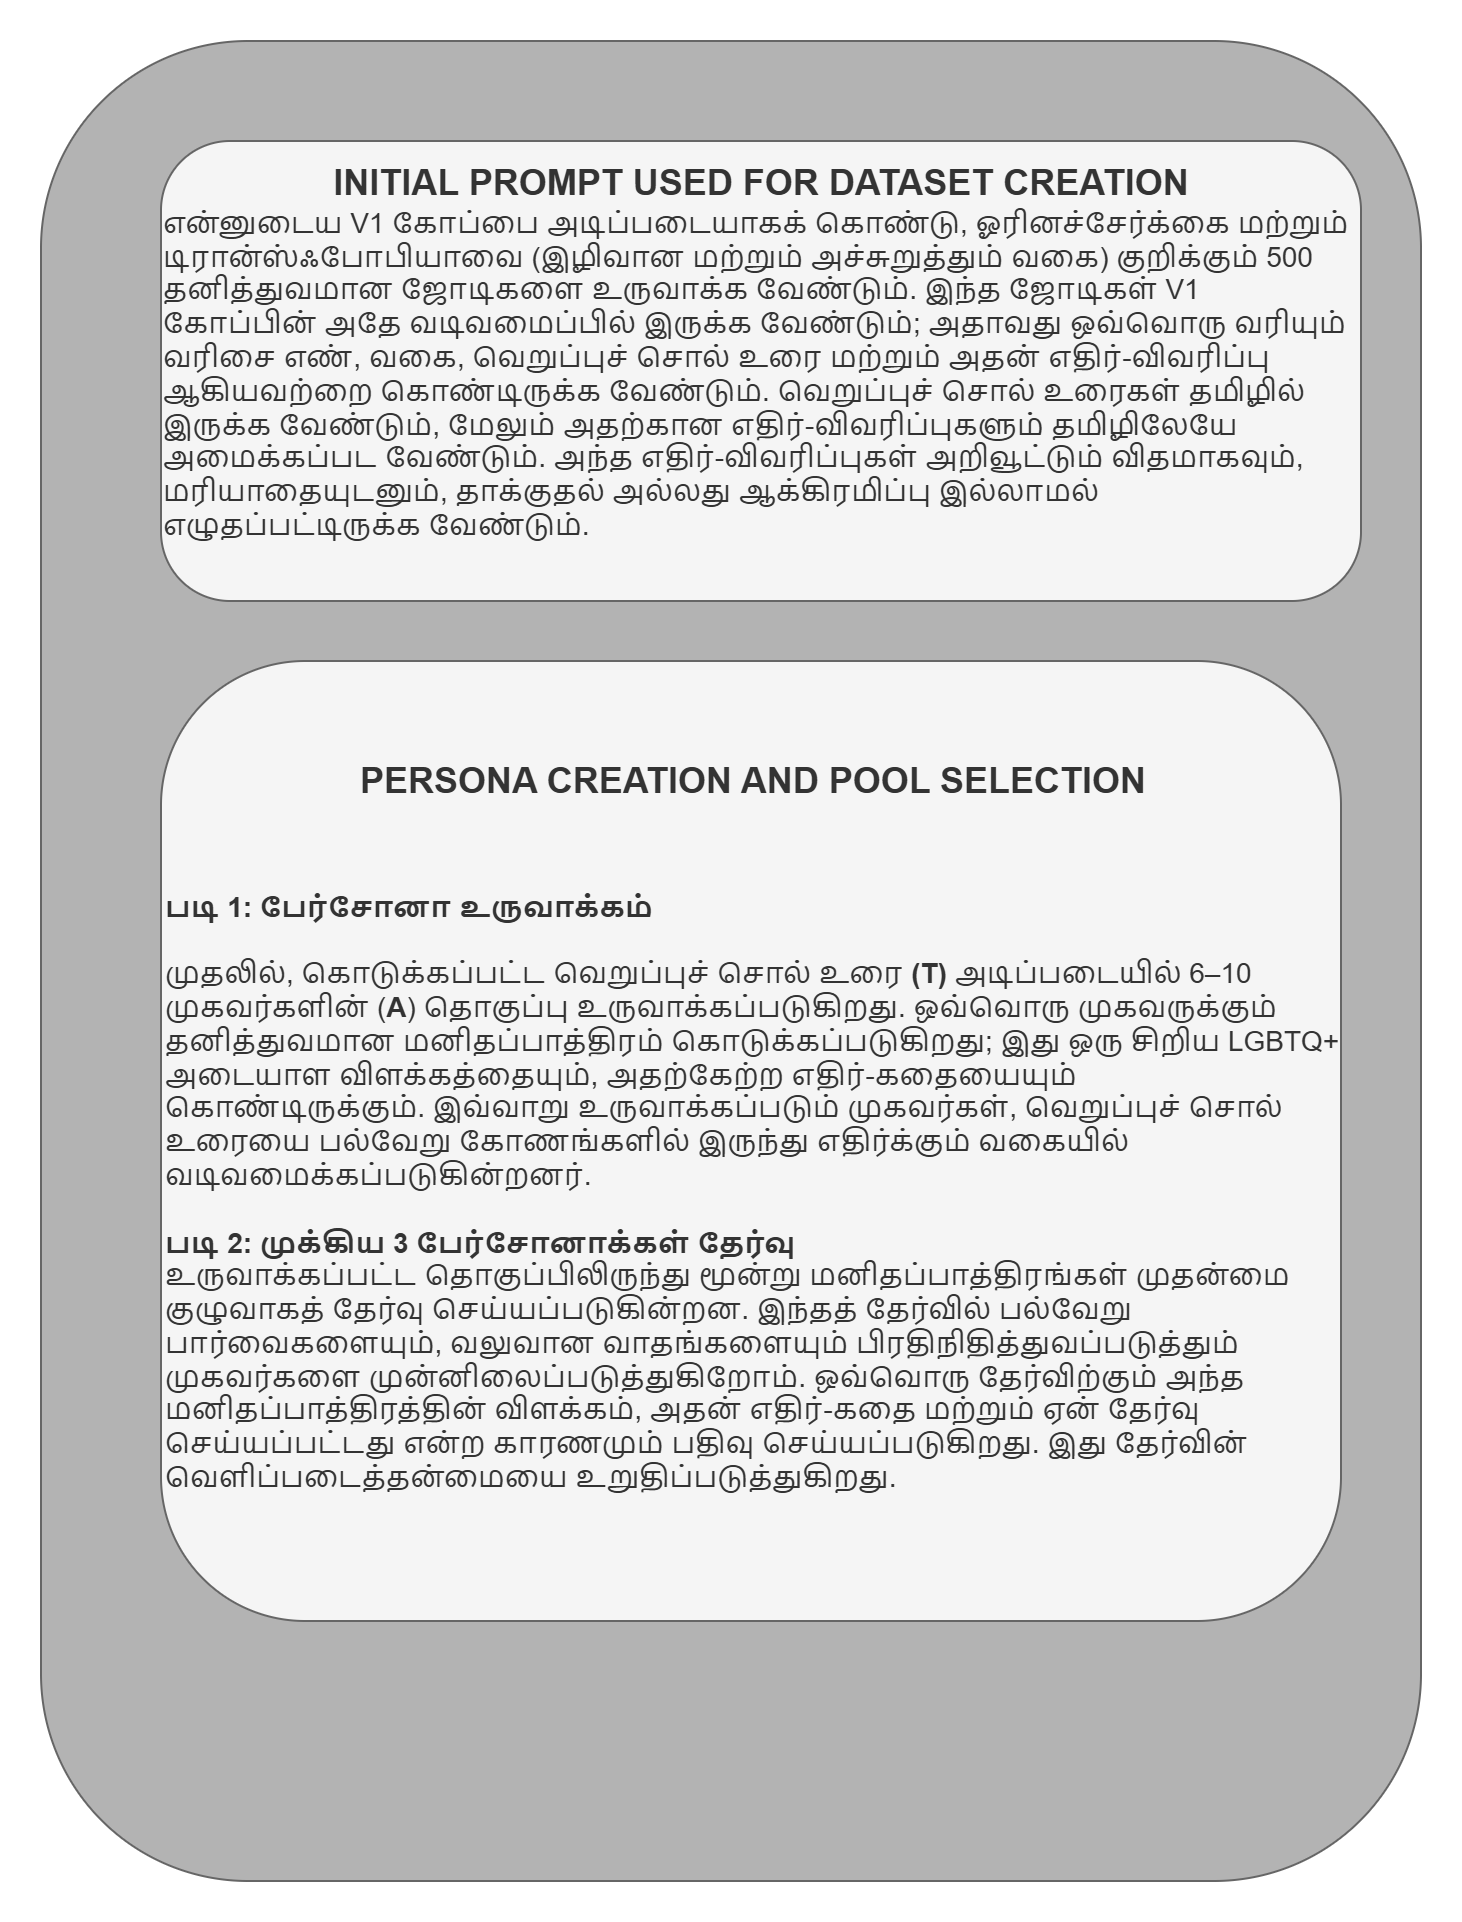 INITIAL PROMPT USED FOR DATASET CREATION
என்னுடைய V1 கோப்பை அடிப்படையாகக் கொண்டு, ஓரினச்சேர்க்கை மற்றும்
டிரான்ஸ்ஃபோபியாவை (இழிவான மற்றும் அச்சுறுத்தும் வகை) குறிக்கும் 500
தனித்துவமான ஜோடிகளை உருவாக்க வேண்டும். இந்த ஜோடிகள் V1
கோப்பின் அதே வடிவமைப்பில் இருக்க வேண்டும்; அதாவது ஒவ்வொரு வரியும்
வரிசை எண், வகை, வெறுப்புச் சொல் உரை மற்றும் அதன் எதிர்-விவரிப்பு
ஆகியவற்றை கொண்டிருக்க வேண்டும். வெறுப்புச் சொல் உரைகள் தமிழில்
இருக்க வேண்டும், மேலும் அதற்கான எதிர்-விவரிப்புகளும் தமிழிலேயே
அமைக்கப்பட வேண்டும். அந்த எதிர்-விவரிப்புகள் அறிவூட்டும் விதமாகவும்,
மரியாதையுடனும், தாக்குதல் அல்லது ஆக்கிரமிப்பு இல்லாமல்
எழுதப்பட்டிருக்க வேண்டும்.
PERSONA CREATION AND POOL SELECTION
படி 1: பேர்சோனா உருவாக்கம்
முதலில், கொடுக்கப்பட்ட வெறுப்புச் சொல் உரை (T) அடிப்படையில் 6–10
முகவர்களின் (A) தொகுப்பு உருவாக்கப்படுகிறது. ஒவ்வொரு முகவருக்கும்
தனித்துவமான மனிதப்பாத்திரம் கொடுக்கப்படுகிறது; இது ஒரு சிறிய LGBTQ+
அடையாள விளக்கத்தையும், அதற்கேற்ற எதிர்-கதையையும்
கொண்டிருக்கும். இவ்வாறு உருவாக்கப்படும் முகவர்கள், வெறுப்புச் சொல்
உரையை பல்வேறு கோணங்களில் இருந்து எதிர்க்கும் வகையில்
வடிவமைக்கப்படுகின்றனர்.
படி 2: முக்கிய 3 பேர்சோனாக்கள் தேர்வு
உருவாக்கப்பட்ட தொகுப்பிலிருந்து மூன்று மனிதப்பாத்திரங்கள் முதன்மை
குழுவாகத் தேர்வு செய்யப்படுகின்றன. இந்தத் தேர்வில் பல்வேறு
பார்வைகளையும், வலுவான வாதங்களையும் பிரதிநிதித்துவப்படுத்தும்
முகவர்களை முன்னிலைப்படுத்துகிறோம். ஒவ்வொரு தேர்விற்கும் அந்த
மனிதப்பாத்திரத்தின் விளக்கம், அதன் எதிர்-கதை மற்றும் ஏன் தேர்வு
செய்யப்பட்டது என்ற காரணமும் பதிவு செய்யப்படுகிறது. இது தேர்வின்
வெளிப்படைத்தன்மையை உறுதிப்படுத்துகிறது.